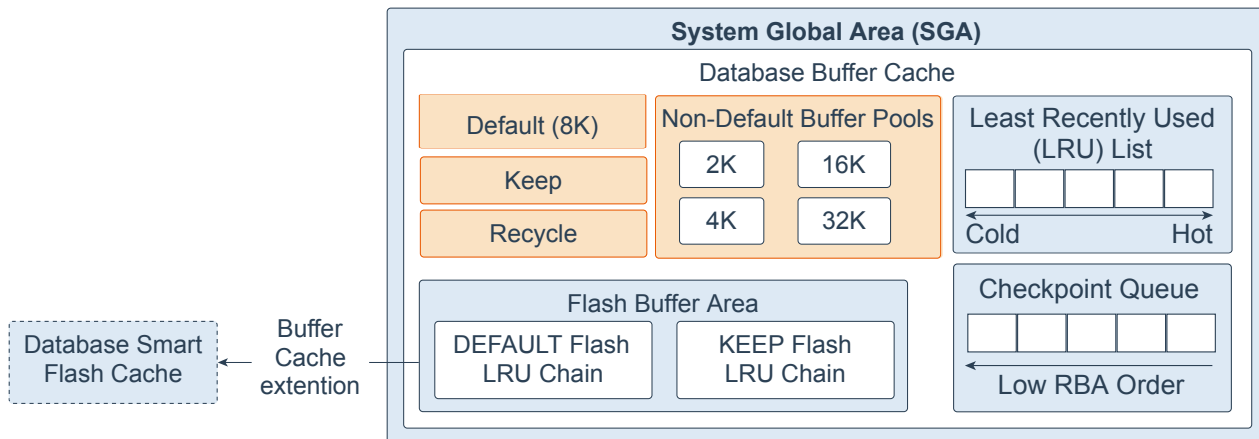 System Global Area (SGA)
Database Buffer Cache
Default (8K)
Keep
Recycle
Non-Default Buffer Pools
2K
16K
4K
32K
Least Recently Used
(LRU) List
Cold
Hot
Flash Buffer Area
DEFAULT Flash
LRU Chain
KEEP Flash
LRU Chain
Checkpoint Queue
Low RBA Order
Buffer
Cache
extention
Database Smart
Flash Cache